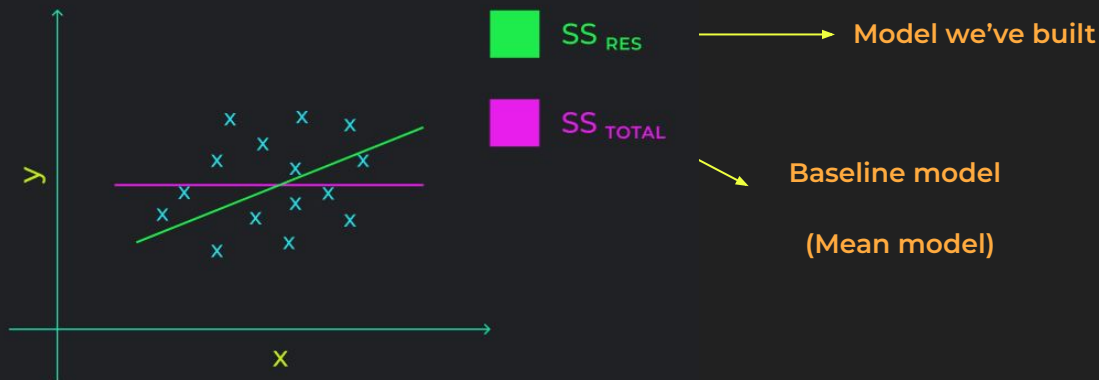 SS RES
Model we've built
SS TOTAL
Baseline model
(Mean model)
y
x